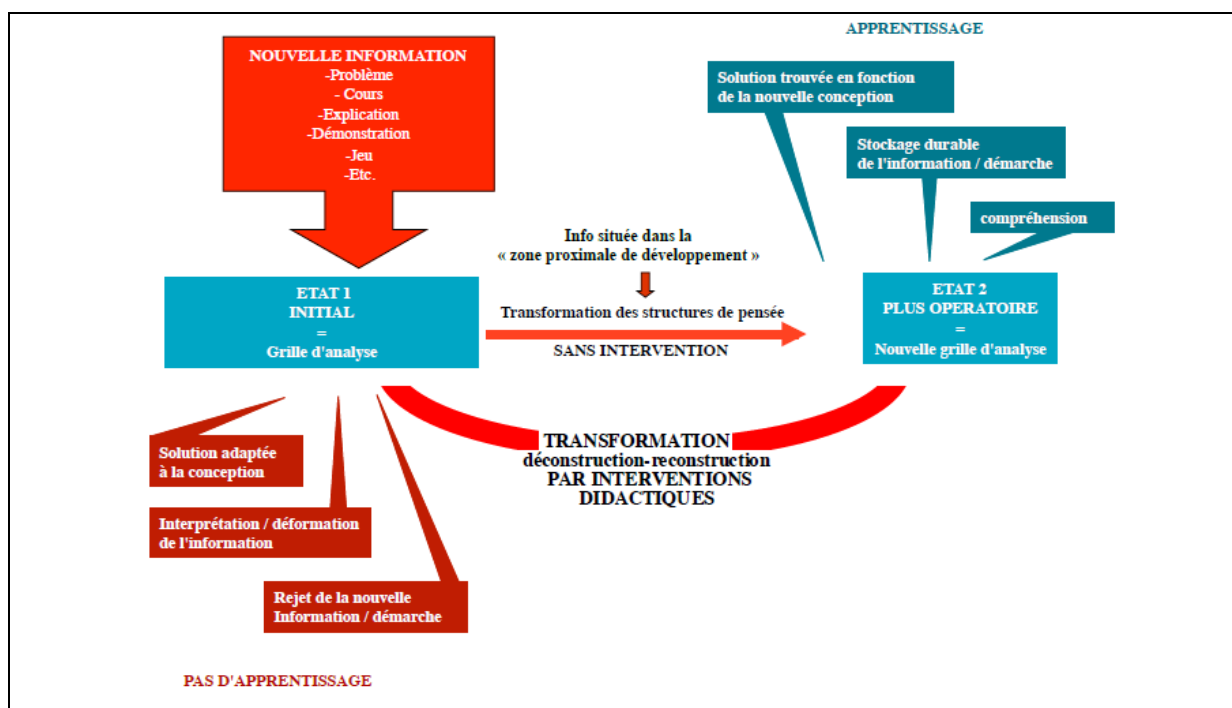 NOUVELLE INFORMATION
-Problème
- Cours
-Explication
-Démonstration
-Jeu
-Etc.
APPRENTISSAGE
Solution trouvée en fonction
de la nouvelle conception
Stockage durable
de l'information / démarche
compréhension
Info située dans la
« zone proximale de développement »
ETAT 1
INITIAL
=
Grille d'analyse
Transformation des structures de pensée
SANS INTERVENTION
ETAT 2
PLUS OPERATOIRE
=
Nouvelle grille d'analyse
TRANSFORMATION
déconstruction-reconstruction
PAR INTERVENTIONS
DIDACTIQUES
Solution adaptée
à la conception
Interprétation / déformation
de l'information
Rejet de la nouvelle
Information / démarche
PAS D'APPRENTISSAGE